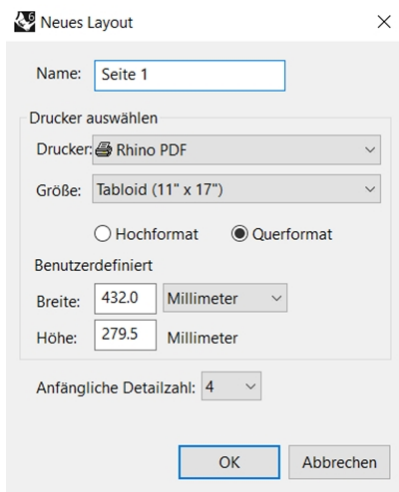 Neues Layout
Name: Seite 1
Drucker auswählen
Drucker: Rhino PDF
Größe: Tabloid (11" x 17")
Hochformat Querformat
Benutzerdefiniert
Breite: 432.0 Millimeter
Höhe: 279.5 Millimeter
Anfängliche Detailzahl: 4
OK Abbrechen